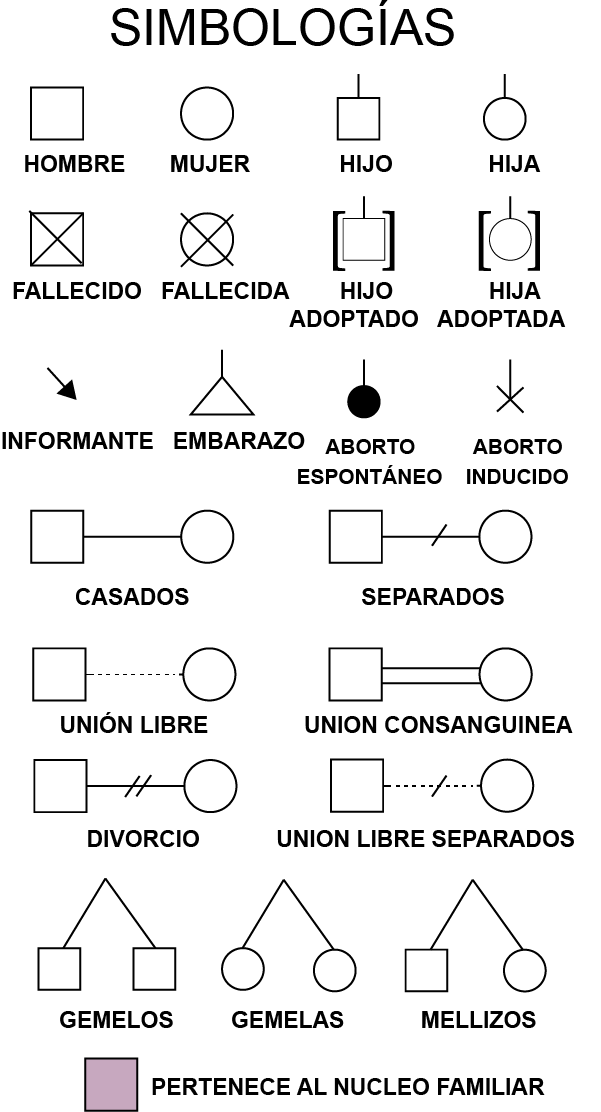 SIMBOLOGÍAS
HOMBRE
MUJER
HIJO
HIJA
FALLECIDO
FALLECIDA
HIJO
ADOPTADO
HIJA
ADOPTADA
INFORMANTE
EMBARAZO
ABORTO
ESPONTÁNEO
ABORTO
INDUCIDO
CASADOS
SEPARADOS
UNIÓN LIBRE
UNION CONSANGUINEA
DIVORCIO
UNION LIBRE SEPARADOS
GEMELOS
GEMELAS
MELLIZOS
PERTENECE AL NUCLEO FAMILIAR